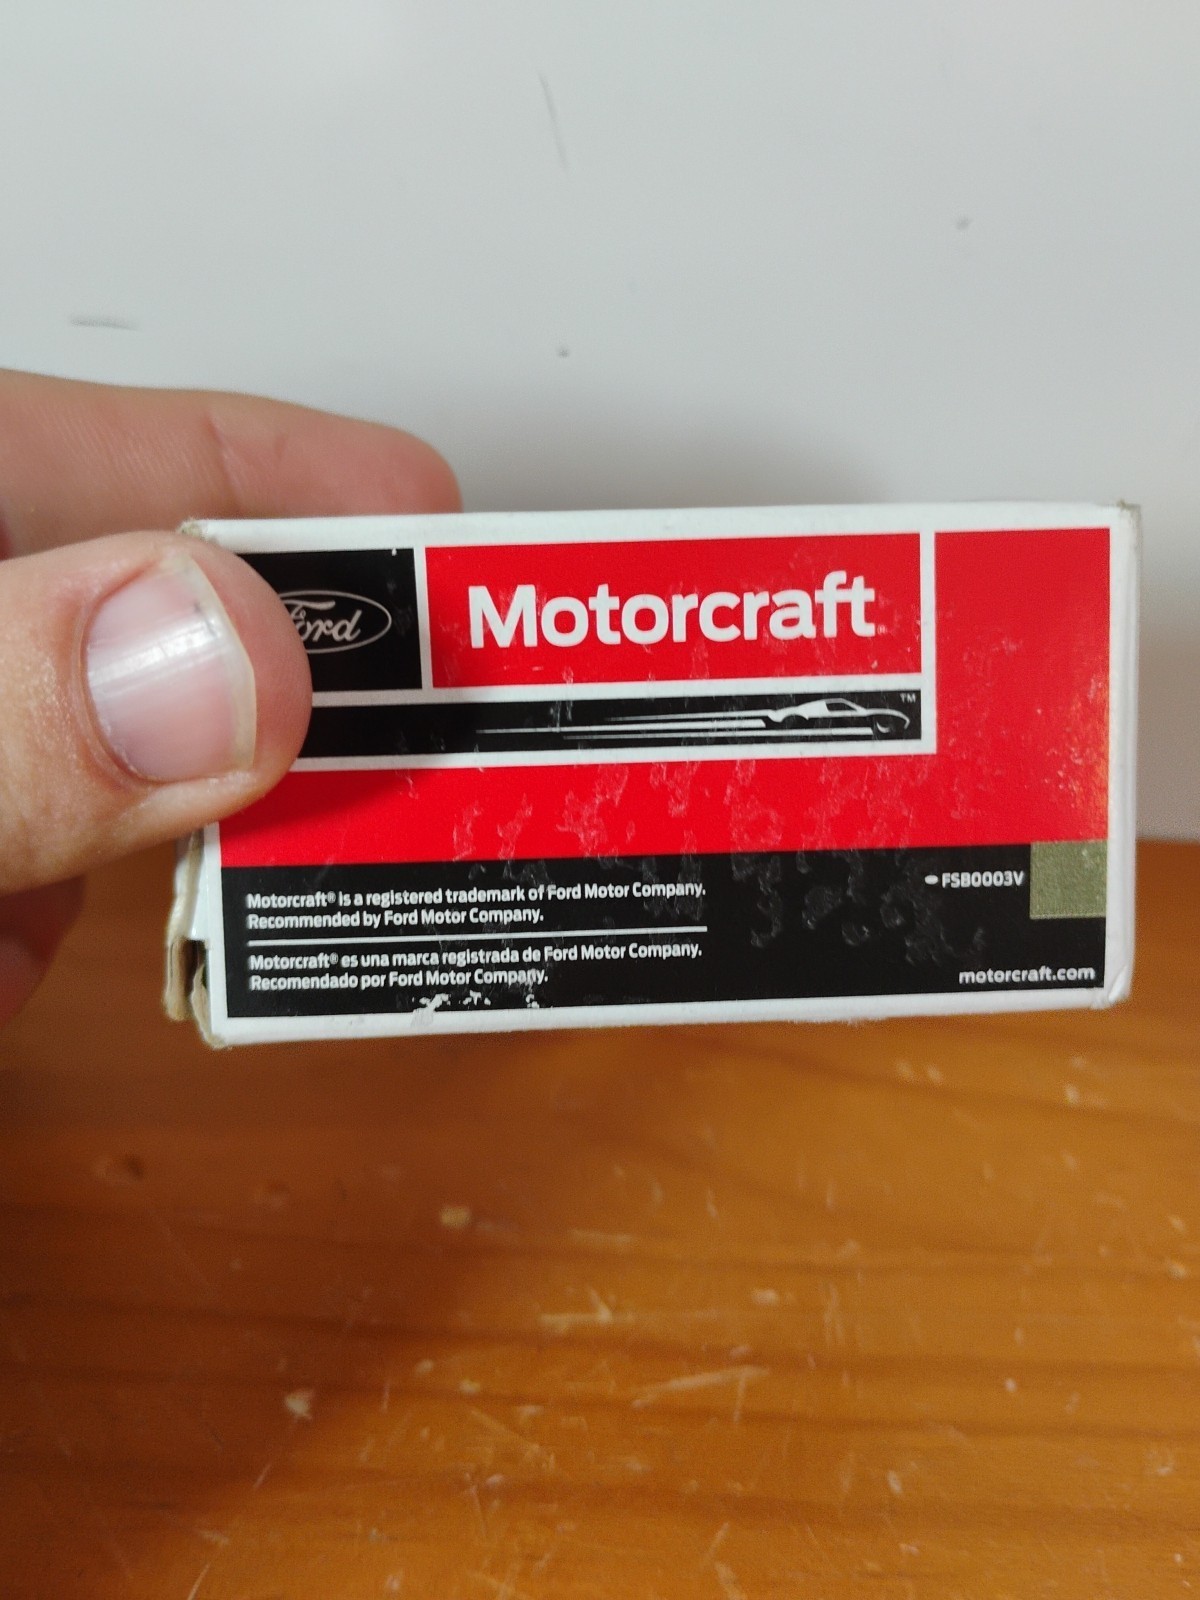 Ford
Motorcraft
™
Motorcraft® is a registered trademark of Ford Motor Company.
Recommended by Ford Motor Company.
Motorcraft® es una marca registrada de Ford Motor Company.
Recomendado por Ford Motor Company.
FSB0003V
motorcraft.com